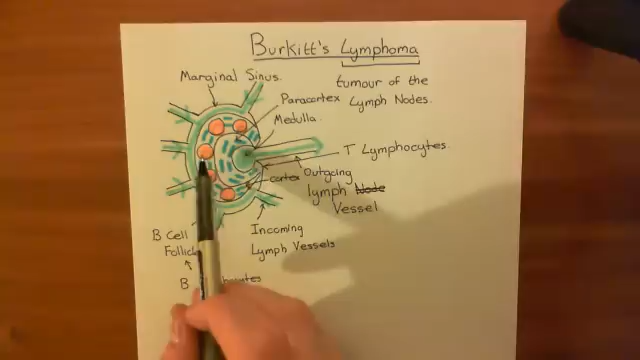 Burkitt's Lymphoma
Marginal Sinus.
tumour of the
Lymph Nodes.
Paracortex
Medulla.
T Lymphocytes.
cortex
Outgoing
lymph Node
Vessel
B Cell
Incoming
Lymph Vessels
B